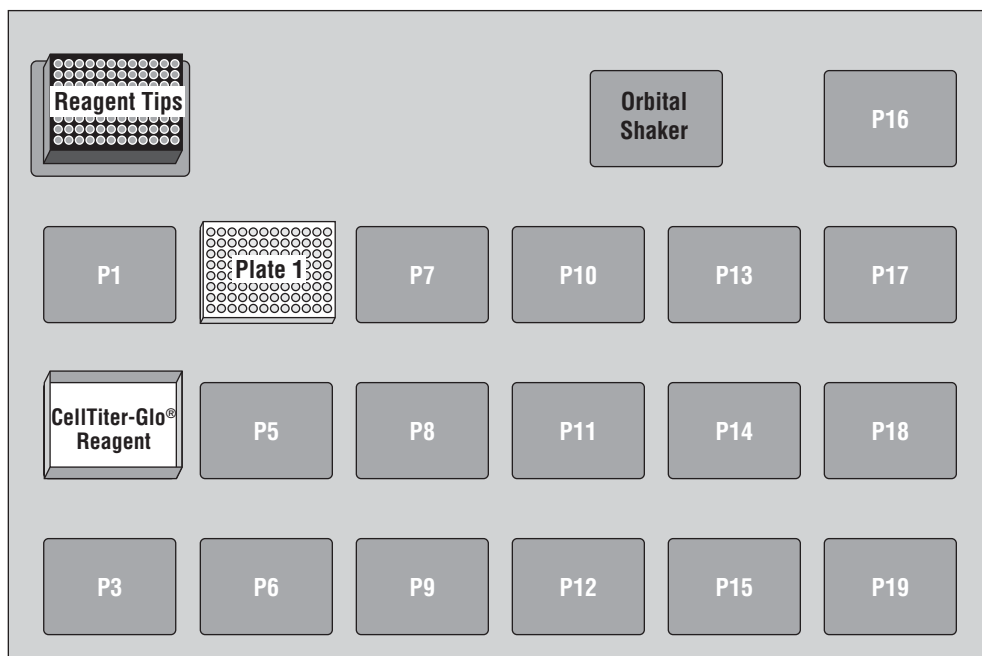 Reagent Tips
Orbital
Shaker
P16
P1
Plate 1
P7
P10
P13
P17
CellTiter-Glo®
Reagent
P5
P8
P11
P14
P18
P3
P6
P9
P12
P15
P19